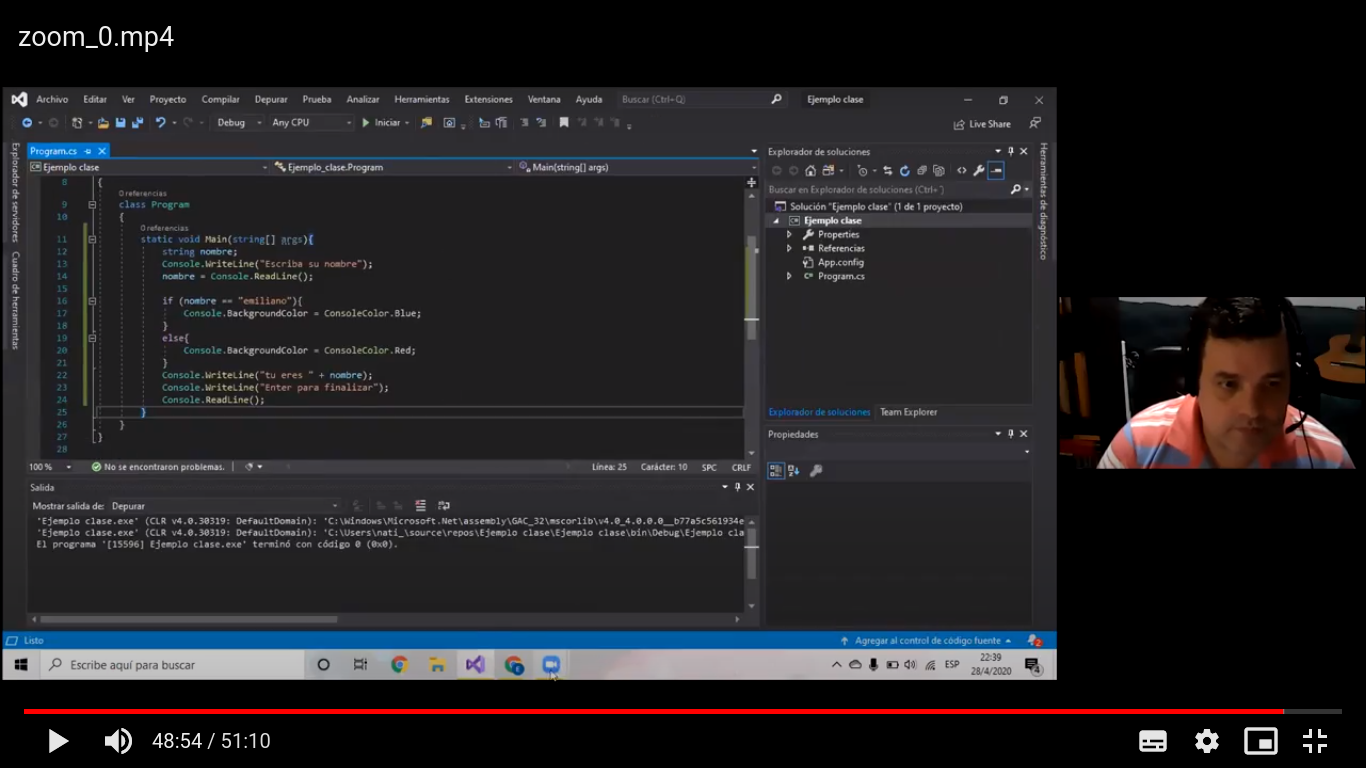 zoom_0.mp4
Archivo Editar Ver Proyecto Compilar Depurar Prueba Analizar Herramientas Extensiones Ventana Ayuda Buscar (Ctrl+Q) Ejemplo clase
Debug Any CPU Iniciar Live Share
Explorador de servidores
Cuadro de herramientas
Program.cs
Ejemplo clase Ejemplo_clase.Program Main(string[] args)
8 {
0 referencias
9 class Program
10 {
0 referencias
11 static void Main(string[] args){
12 string nombre;
13 Console.WriteLine("Escriba su nombre");
14 nombre = Console.ReadLine();
15
16 if (nombre == "emiliano"){
17 Console.BackgroundColor = ConsoleColor.Blue;
18 }
19 else{
20 Console.BackgroundColor = ConsoleColor.Red;
21 }
22 Console.WriteLine("tu eres " + nombre);
23 Console.WriteLine("Enter para finalizar");
24 Console.ReadLine();
25 }
26 }
27 }
28
100 % No se encontraron problemas. Línea: 25 Carácter: 10 SPC CRLF
Salida
Mostrar salida de: Depurar
'Ejemplo clase.exe' (CLR v4.0.30319: DefaultDomain): 'C:\Windows\Microsoft.Net\assembly\GAC_32\mscorlib\v4.0_4.0.0.0__b77a5c561934e
'Ejemplo clase.exe' (CLR v4.0.30319: DefaultDomain): 'C:\Users\nati_\source\repos\Ejemplo clase\Ejemplo clase\bin\Debug\Ejemplo cla
El programa '[15596] Ejemplo clase.exe' terminó con código 0 (0x0).
Explorador de soluciones
Buscar en Explorador de soluciones (Ctrl+¨)
Solución "Ejemplo clase" (1 de 1 proyecto)
Ejemplo clase
Properties
Referencias
App.config
C# Program.cs
Explorador de soluciones Team Explorer
Propiedades
Herramientas de diagnóstico
Listo Agregar al control de código fuente 2
Escribe aquí para buscar ESP 22:39
28/4/2020 4
48:54 / 51:10